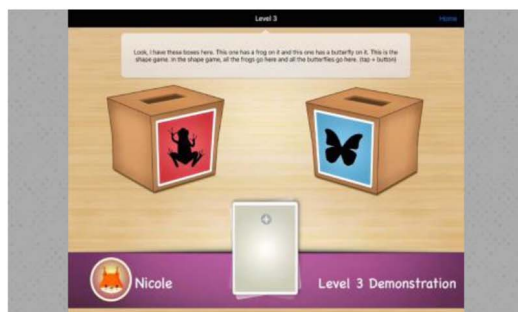 Level 3
Home
Look, I have these boxes here. This one has a frog on it and this one has a butterfly on it. This is the
shape game. In the shape game, all the frogs go here and all the butterflies go here. (tap + button)
Nicole
Level 3 Demonstration